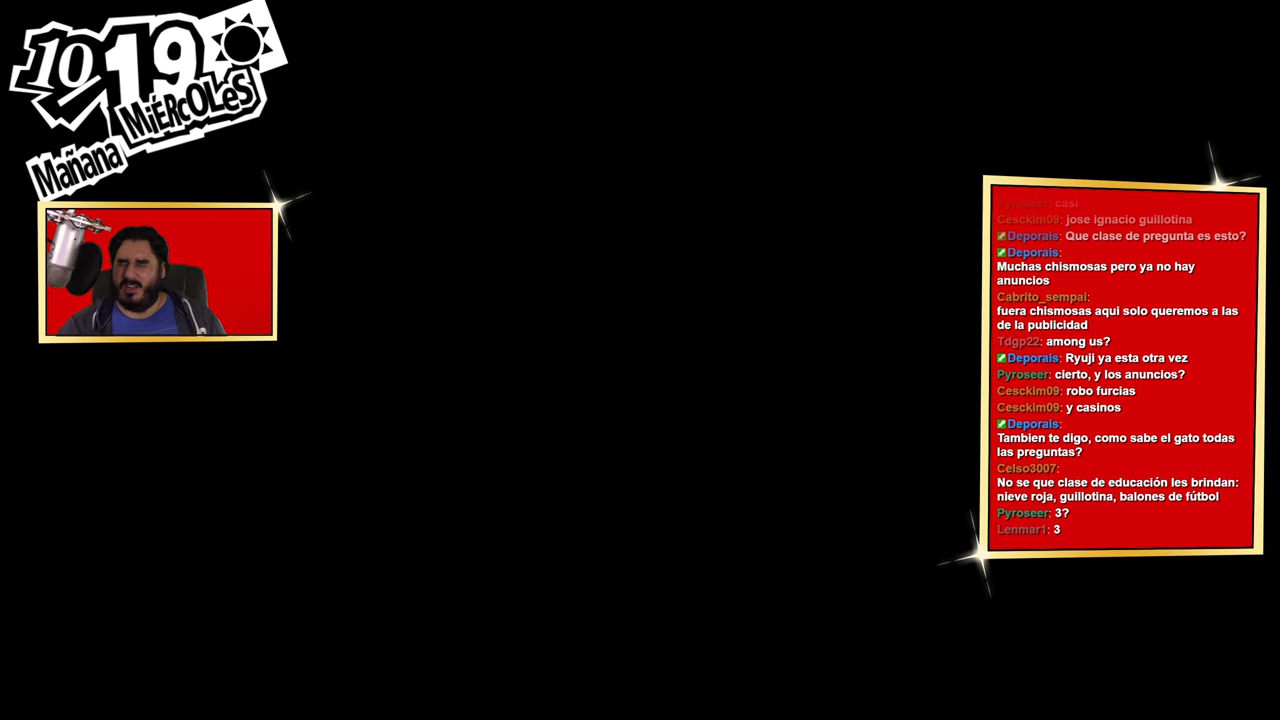 10/19
MiÉRcOLeS
Mañana
Pyroseer: casi
Cesckim09: jose ignacio guillotina
Deporais: Que clase de pregunta es esto?
Deporais:
Muchas chismosas pero ya no hay
anuncios
Cabrito_sempai:
fuera chismosas aqui solo queremos a las
de la publicidad
Tdgp22: among us?
Deporais: Ryuji ya esta otra vez
Pyroseer: cierto, y los anuncios?
Cesckim09: robo furcias
Cesckim09: y casinos
Deporais:
Tambien te digo, como sabe el gato todas
las preguntas?
Celso3007:
No se que clase de educación les brindan:
nieve roja, guillotina, balones de fútbol
Pyroseer: 3?
Lenmar1: 3